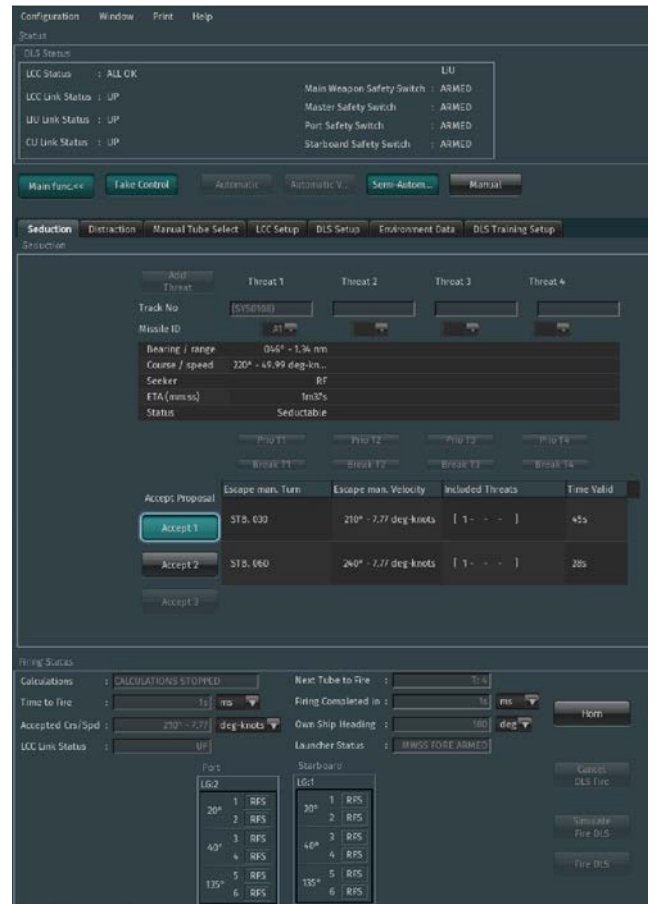 Configuration Window Print Help
Status
DLS Status
LCC Status : ALL OK LIU
LCC Link Status : UP Main Weapon Safety Switch : ARMED
LIU Link Status : UP Master Safety Switch : ARMED
CU Link Status : UP Port Safety Switch : ARMED
Starboard Safety Switch : ARMED
Main func.<< Take Control Automatic Automatic V... Semi-Autom... Manual
Seduction Distraction Manual Tube Select LCC Setup DLS Setup Environment Data DLS Training Setup
Seduction
Add Threat Threat 1 Threat 2 Threat 3 Threat 4
Track No
Missile ID A1
Bearing / range 046° - 1.34 nm
Course / speed 220° - 49.99 deg-kn...
Seeker RF
ETA (mm:ss) 1m37s
Status Seductable
Prio T1 Prio T2 Prio T3 Prio T4
Break T1 Break T2 Break T3 Break T4
Accept Proposal Escape man. Turn Escape man. Velocity Included Threats Time Valid
Accept 1 STB. 030 210° - 7.77 deg-knots [ 1 - - - ] 45s
Accept 2 STB. 060 240° - 7.77 deg-knots [ 1 - - - ] 28s
Accept 3
Firing Status
Calculations : CALCULATIONS STOPPED Next Tube to Fire : T: 4
Time to Fire : 1s ms Firing Completed in : 1s ms
Accepted Crs/Spd : 210° - 7.77 deg-knots Own Ship Heading : 180 deg
LCC Link Status : UP Launcher Status : MWSS FORE ARMED
Horn
Port Starboard
LG:2 LG:1
20° 1 RFS 20° 1 RFS
2 RFS 2 RFS
40° 3 RFS 40° 3 RFS
4 RFS 4 RFS
135° 5 RFS 135° 5 RFS
6 RFS 6 RFS
Cancel DLS Fire
Simulate Fire DLS
Fire DLS